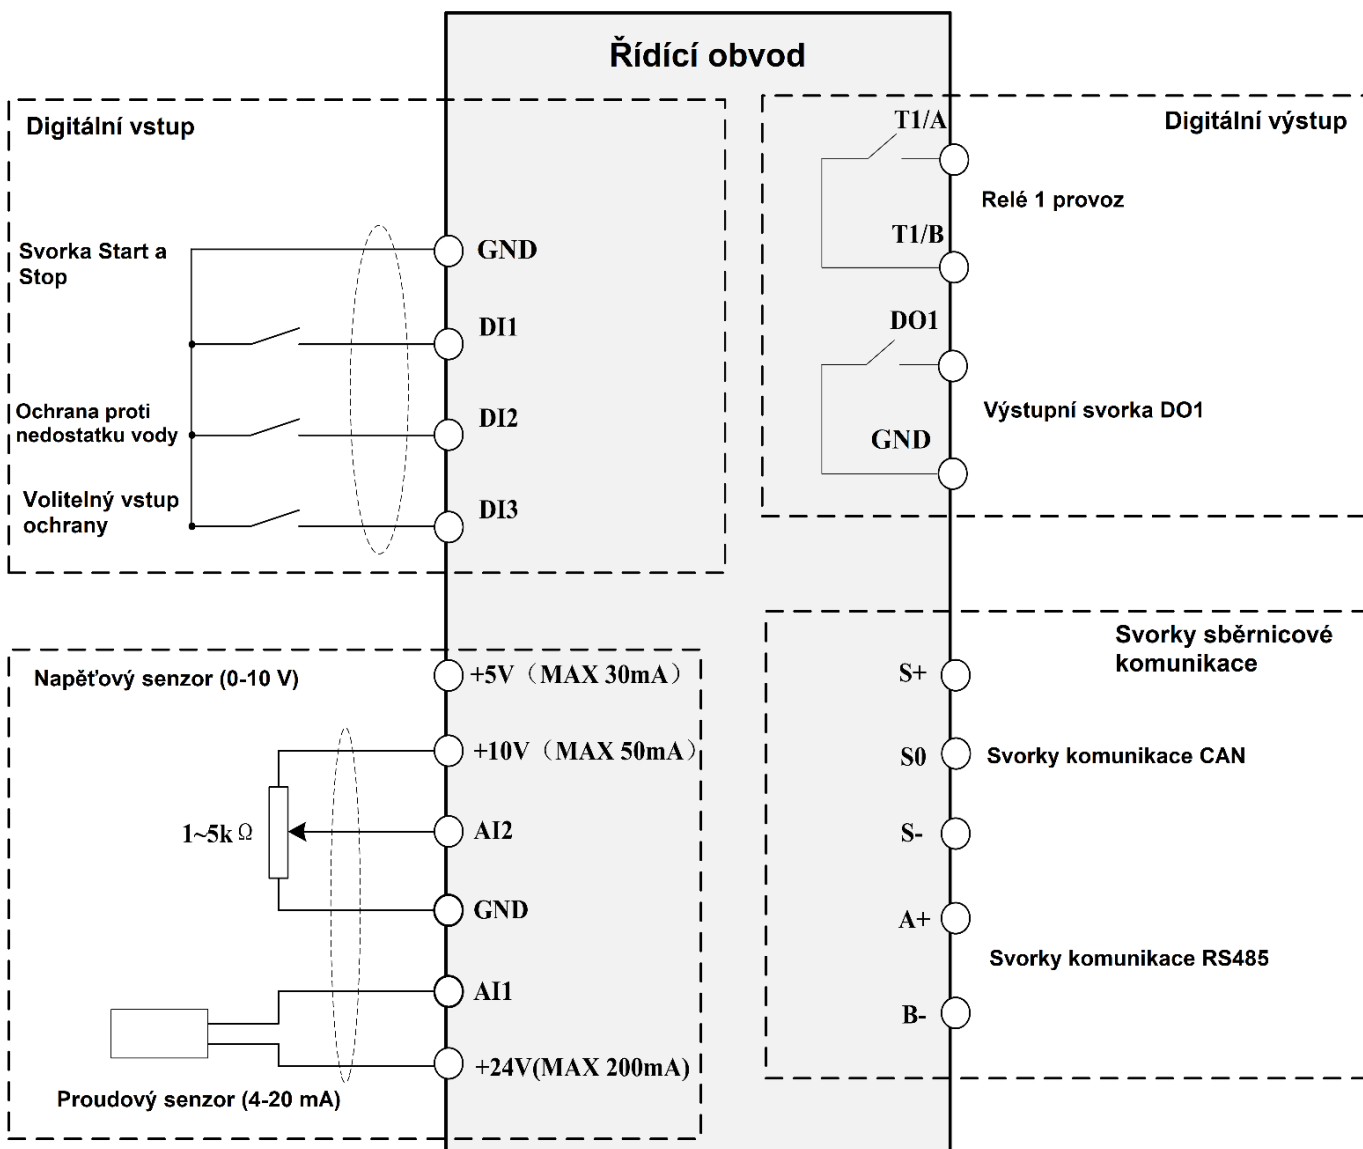 Řídící obvod
Digitální vstup
Svorka Start a
Stop
GND
DI1
Ochrana proti
nedostatku vody
DI2
Volitelný vstup
ochrany
DI3
Digitální výstup
T1/A
Relé 1 provoz
T1/B
DO1
Výstupní svorka DO1
GND
Napěťový senzor (0-10 V)
+5V（MAX 30mA）
+10V（MAX 50mA）
1~5k Ω
AI2
GND
AI1
+24V(MAX 200mA)
Proudový senzor (4-20 mA)
Svorky sběrnicové
komunikace
S+
S0
Svorky komunikace CAN
S-
A+
Svorky komunikace RS485
B-